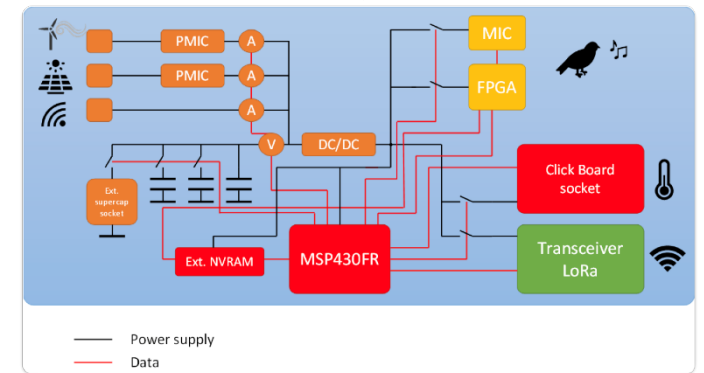 PMIC
A
MIC
PMIC
A
FPGA
A
V
DC/DC
Click Board
socket
Ext.
supercap
socket
Ext. NVRAM
MSP430FR
Transceiver
LoRa
Power supply
Data